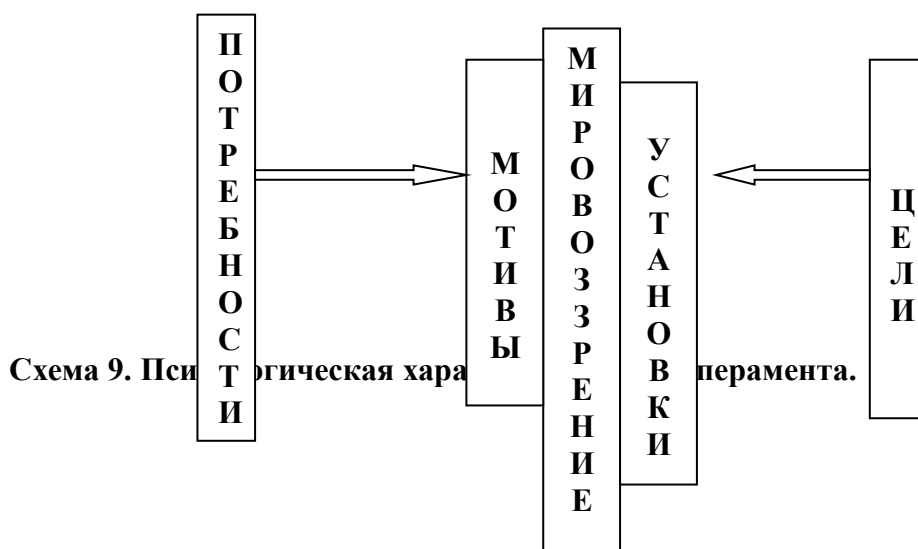 ПОТРЕБНОСТИ
МОТИВЫ
МИРОВОЗЗРЕНИЕ
УСТАНОВКИ
ЦЕЛИ
Схема 9.